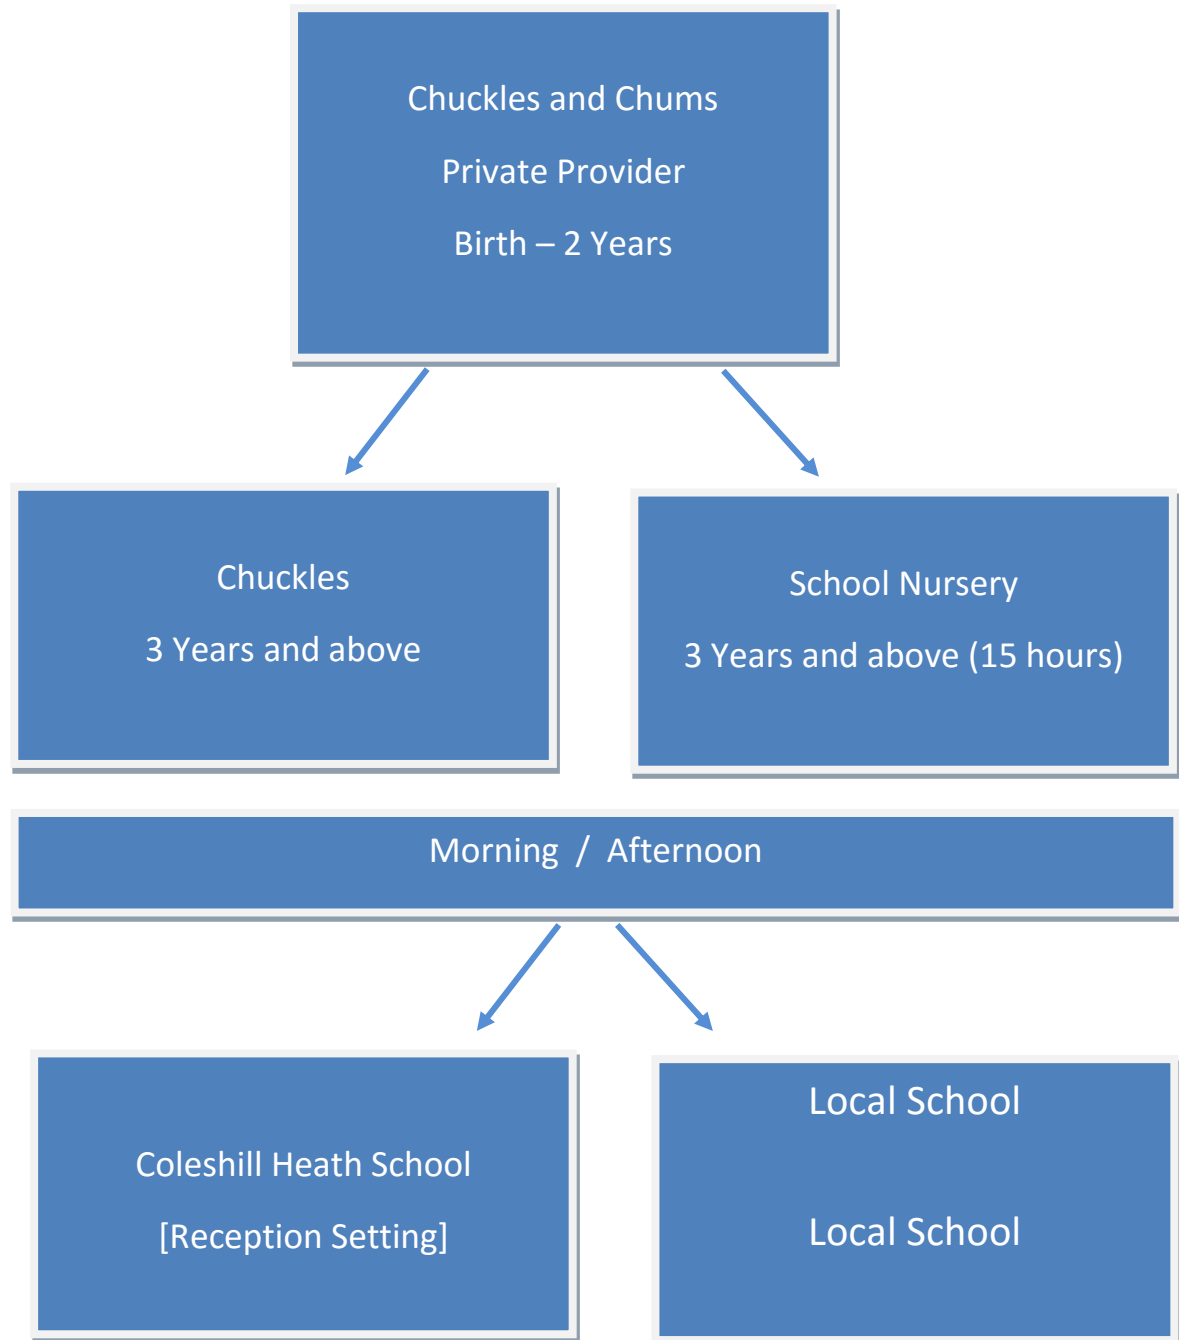 Chuckles and Chums
Private Provider
Birth – 2 Years
Chuckles
3 Years and above
School Nursery
3 Years and above (15 hours)
Morning / Afternoon
Coleshill Heath School
[Reception Setting]
Local School
Local School